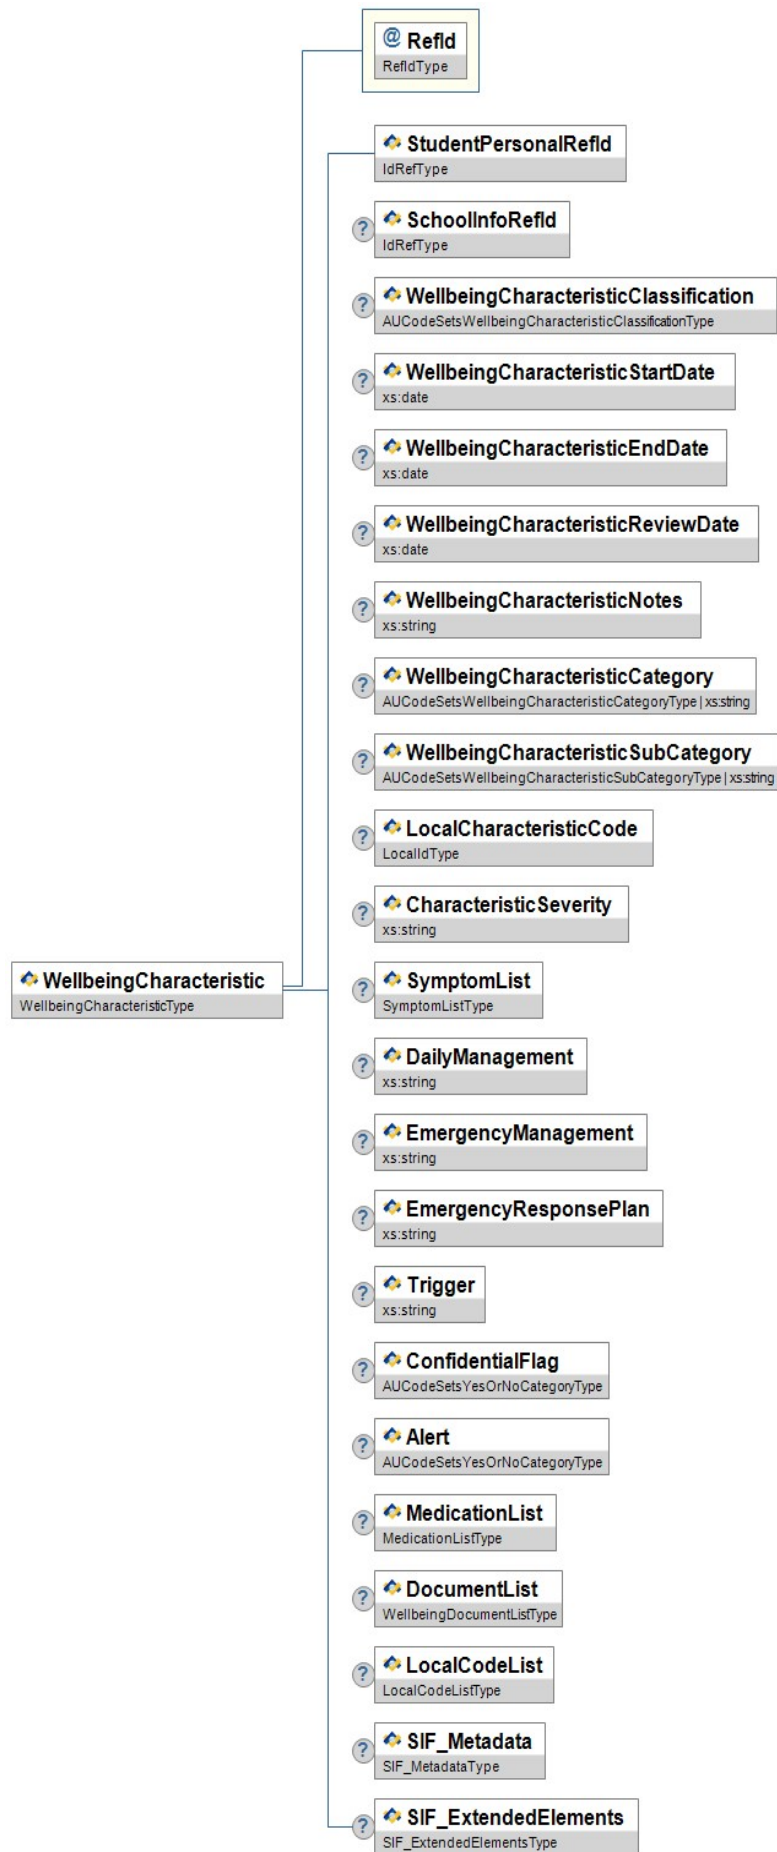 @ RefId
RefIdType
StudentPersonalRefId
IdRefType
?
SchoolInfoRefId
IdRefType
?
WellbeingCharacteristicClassification
AUCodeSetsWellbeingCharacteristicClassificationType
?
WellbeingCharacteristicStartDate
xs:date
?
WellbeingCharacteristicEndDate
xs:date
?
WellbeingCharacteristicReviewDate
xs:date
?
WellbeingCharacteristicNotes
xs:string
?
WellbeingCharacteristicCategory
AUCodeSetsWellbeingCharacteristicCategoryType | xs:string
?
WellbeingCharacteristicSubCategory
AUCodeSetsWellbeingCharacteristicSubCategoryType | xs:string
?
LocalCharacteristicCode
LocalIdType
?
CharacteristicSeverity
xs:string
WellbeingCharacteristic
WellbeingCharacteristicType
?
SymptomList
SymptomListType
?
DailyManagement
xs:string
?
EmergencyManagement
xs:string
?
EmergencyResponsePlan
xs:string
?
Trigger
xs:string
?
ConfidentialFlag
AUCodeSetsYesOrNoCategoryType
?
Alert
AUCodeSetsYesOrNoCategoryType
?
MedicationList
MedicationListType
?
DocumentList
WellbeingDocumentListType
?
LocalCodeList
LocalCodeListType
?
SIF_Metadata
SIF_MetadataType
?
SIF_ExtendedElements
SIF_ExtendedElementsType